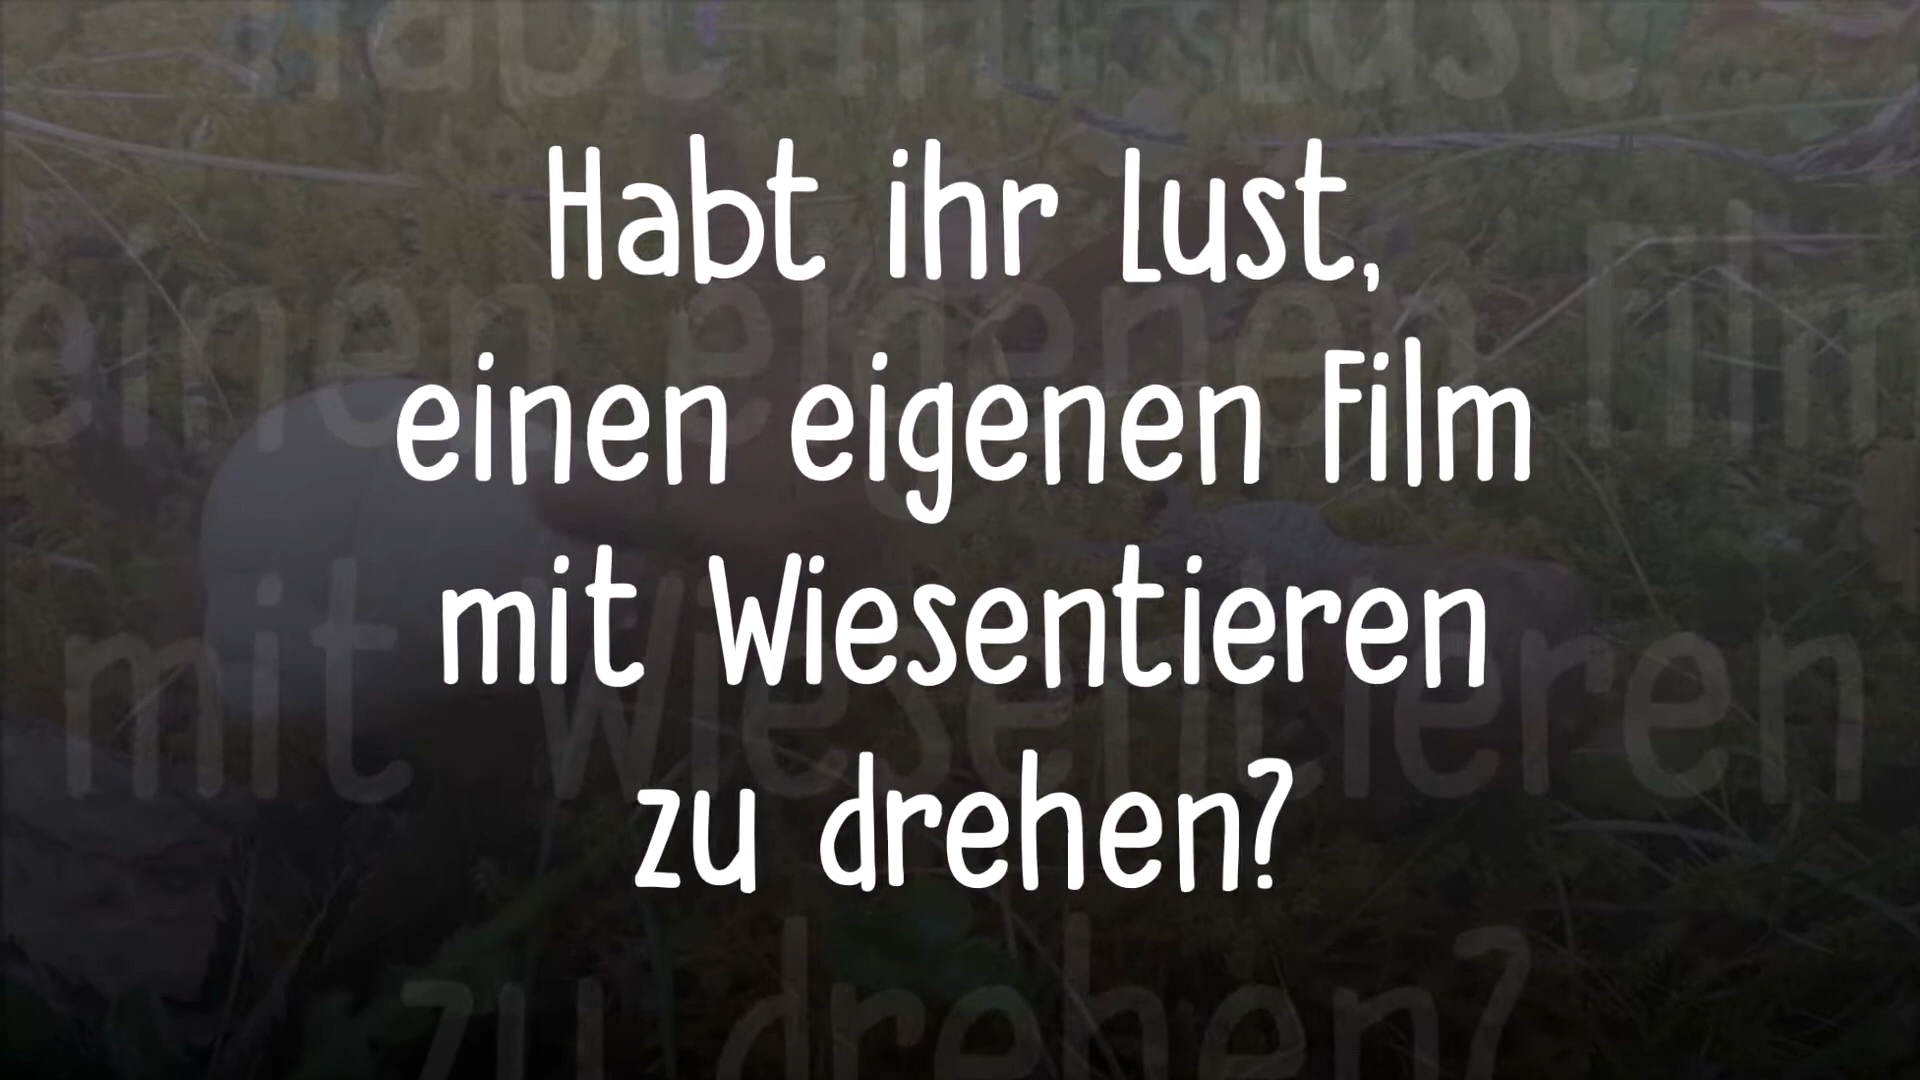 Habt ihr Lust,
einen eigenen Film
mit Wiesentieren
zu drehen?